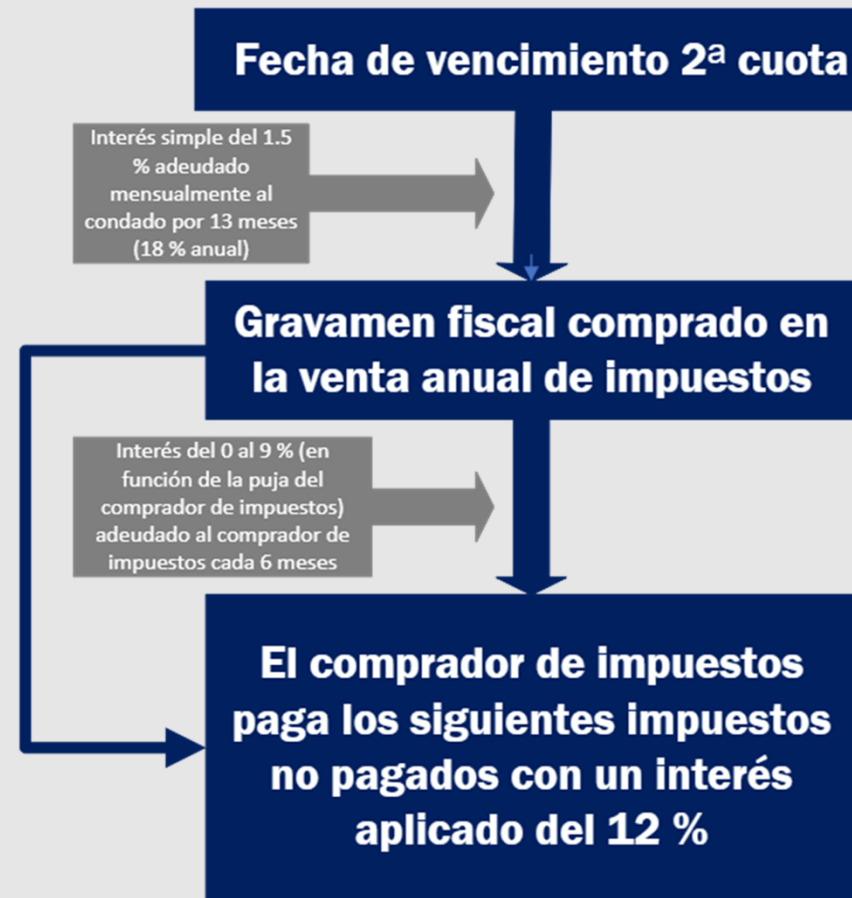 Fecha de vencimiento 2ª cuota
Interés simple del 1.5
% adeudado
mensualmente al
condado por 13 meses
(18 % anual)
Gravamen fiscal comprado en
la venta anual de impuestos
Interés del 0 al 9 % (en
función de la puja del
comprador de impuestos)
adeudado al comprador de
impuestos cada 6 meses
El comprador de impuestos
paga los siguientes impuestos
no pagados con un interés
aplicado del 12 %